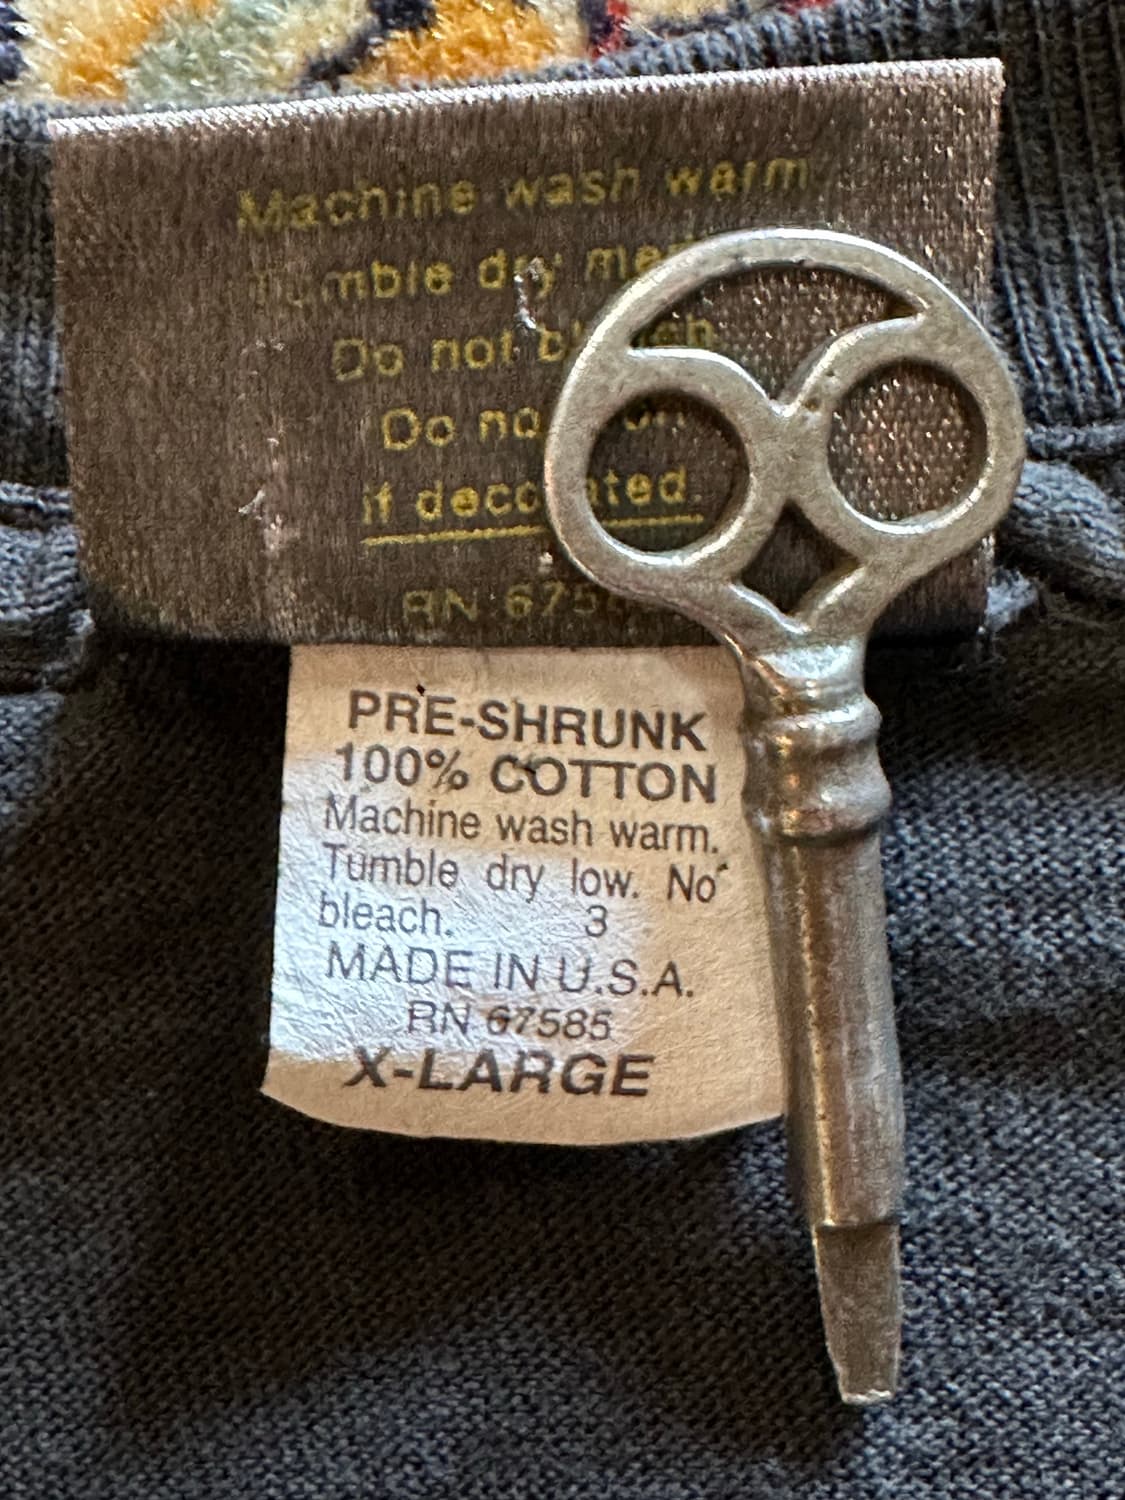 Machine wash warm
Tumble dry
Do not
Do
if
RN
PRE-SHRUNK
100% COTTON
Machine wash warm.
Tumble dry low. No
bleach. 3
MADE IN U.S.A.
RN 67585
X-LARGE